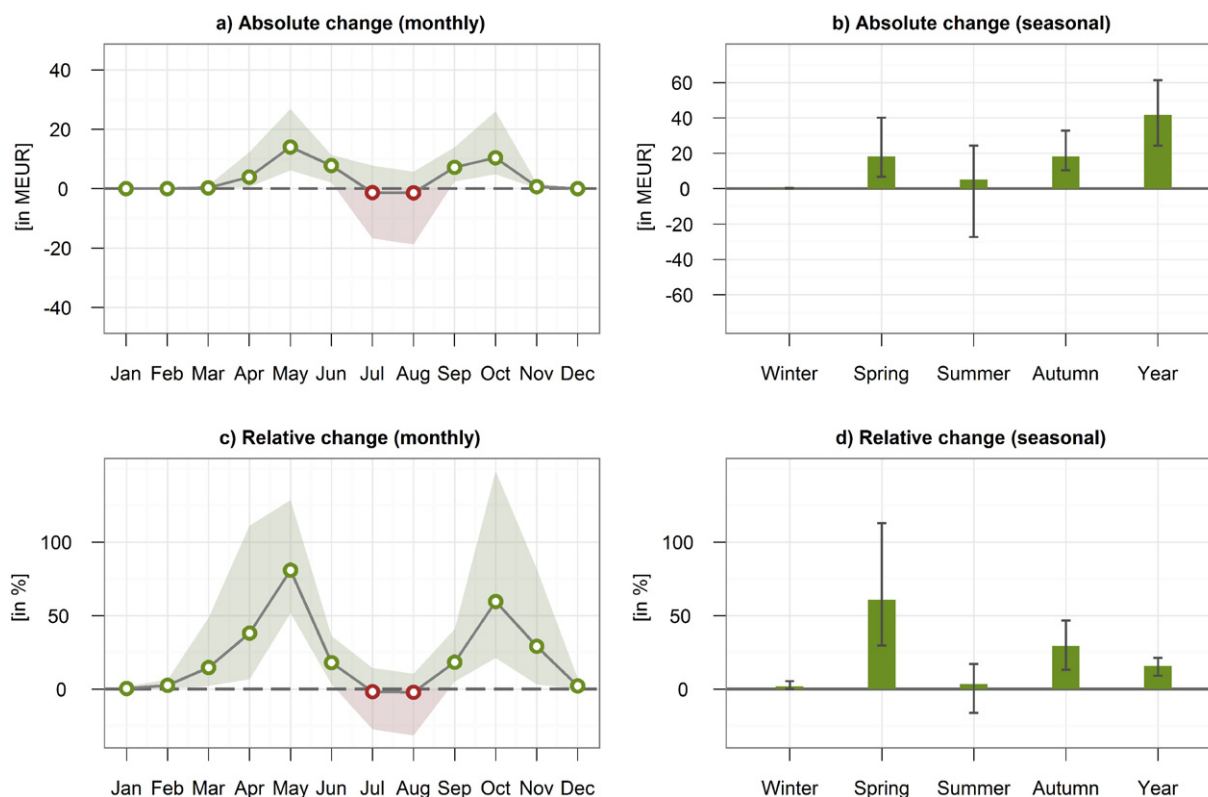 a) Absolute change (monthly)
[in MEUR]
40
20
0
-20
-40
Jan Feb Mar Apr May Jun Jul Aug Sep Oct Nov Dec
b) Absolute change (seasonal)
[in MEUR]
60
40
20
0
-20
-40
-60
Winter Spring Summer Autumn Year
c) Relative change (monthly)
[in %]
100
50
0
Jan Feb Mar Apr May Jun Jul Aug Sep Oct Nov Dec
d) Relative change (seasonal)
[in %]
100
50
0
Winter Spring Summer Autumn Year